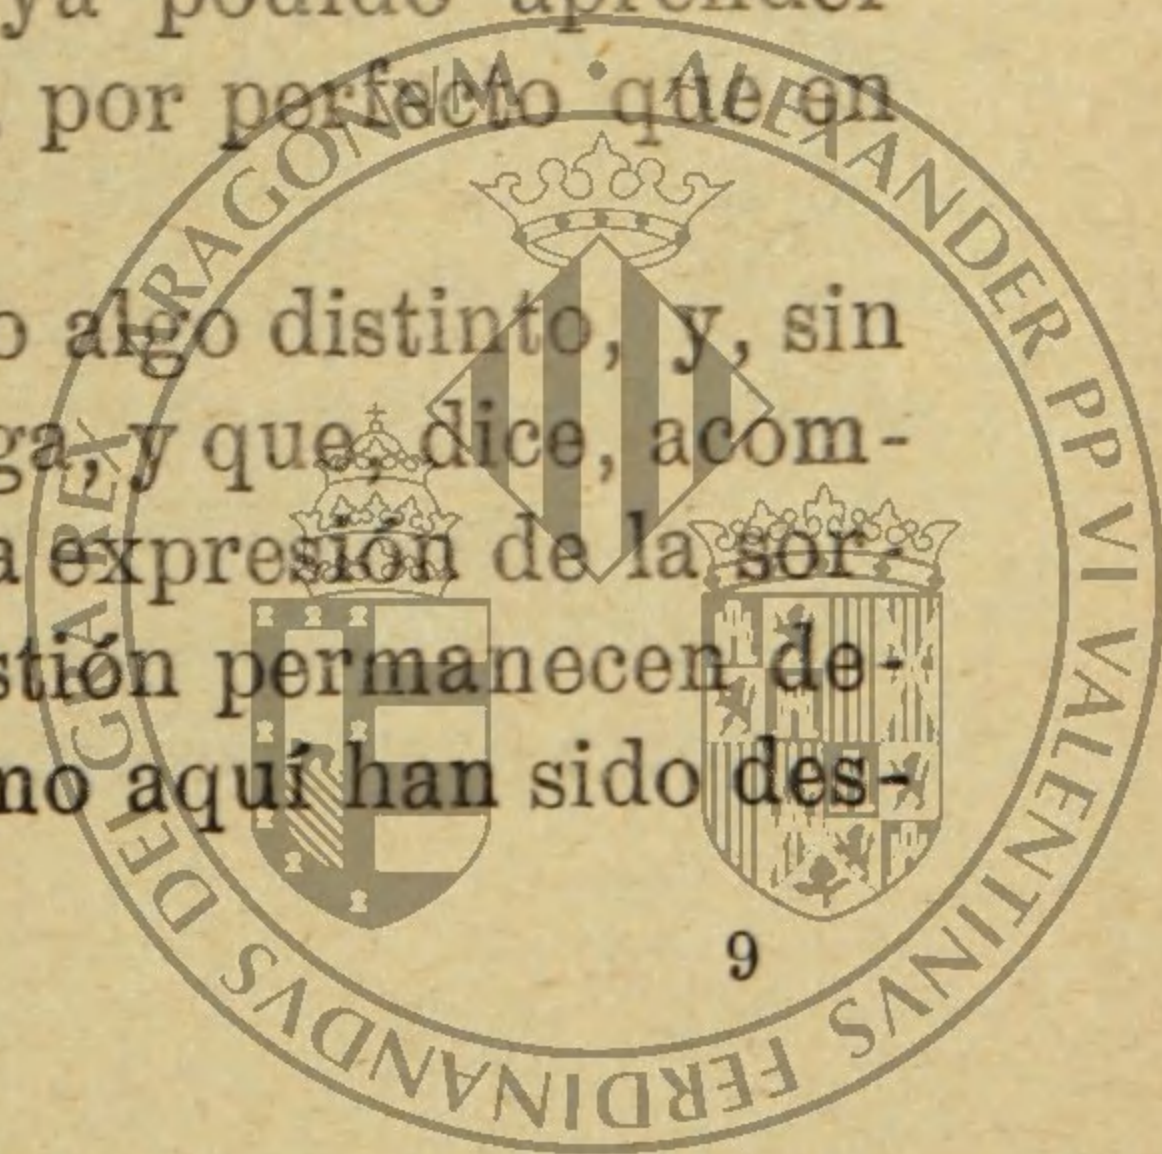 ya podido aprender
por perfecto que en
algo distinto, y, sin
ga, y que, dice, acom-
a expresión de la sor-
stión permanecen de-
mo aquí han sido des-
9
ALEXANDER PP VI VALENTINVS FERDINANDVS DEI GRA REX ARAGONVM •